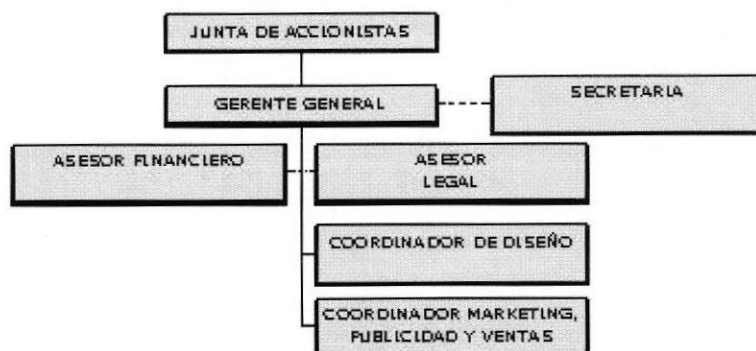 JUNTA DE ACCIONISTAS
GERENTE GENERAL
SECRETARIA
ASESOR FINANCIERO
ASESOR
LEGAL
COORDINADOR DE DISEÑO
COORDINADOR MARKETING,
PUBLICIDAD Y VENTAS